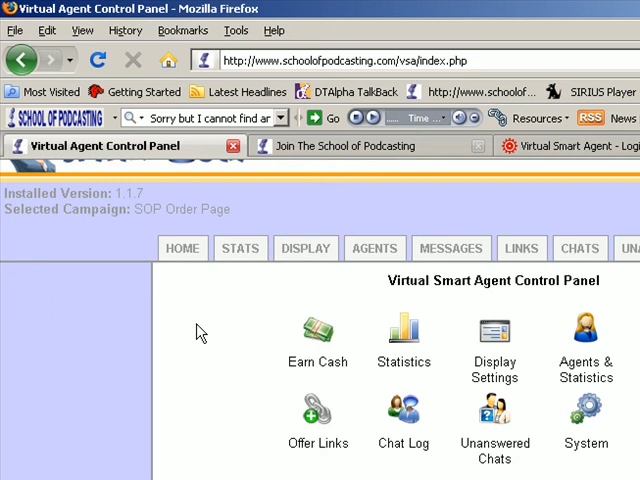 Virtual Agent Control Panel - Mozilla Firefox
File Edit View History Bookmarks Tools Help
http://www.schoolofpodcasting.com/vsa/index.php
Most Visited Getting Started Latest Headlines DTAlpha TalkBack http://www.schoolofpodc... SIRIUS Player
SCHOOL OF PODCASTING Sorry but I cannot find ar Go Time... Resources RSS News
Virtual Agent Control Panel Join The School of Podcasting Virtual Smart Agent - Logi
Installed Version: 1.1.7
Selected Campaign: SOP Order Page
HOME STATS DISPLAY AGENTS MESSAGES LINKS CHATS UNA
Virtual Smart Agent Control Panel
Earn Cash Statistics Display Settings Agents & Statistics
Offer Links Chat Log Unanswered Chats System